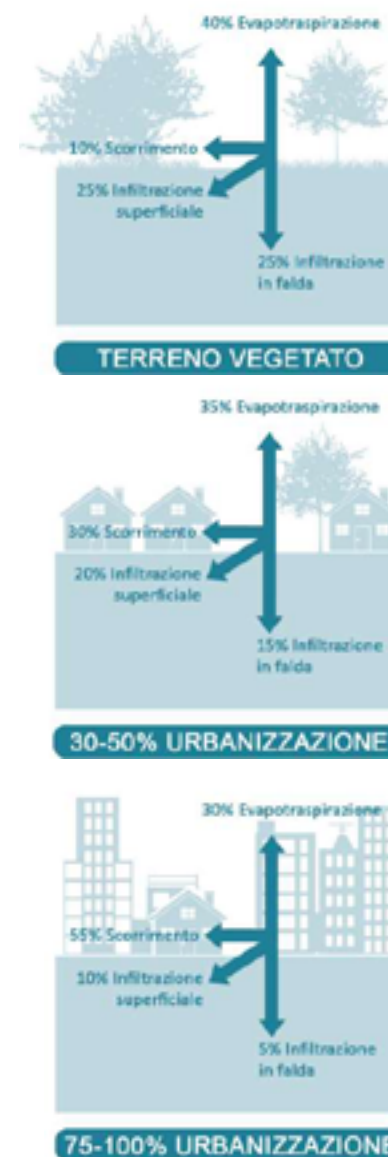 40% Evapotraspirazione
10% Scorrimento
25% Infiltrazione
superficiale
25% Infiltrazione
in falda
TERRENO VEGETATO
35% Evapotraspirazione
30% Scorrimento
20% Infiltrazione
superficiale
15% Infiltrazione
in falda
30-50% URBANIZZAZIONE
30% Evapotraspirazione
55% Scorrimento
10% Infiltrazione
superficiale
5% Infiltrazione
in falda
75-100% URBANIZZAZIONE